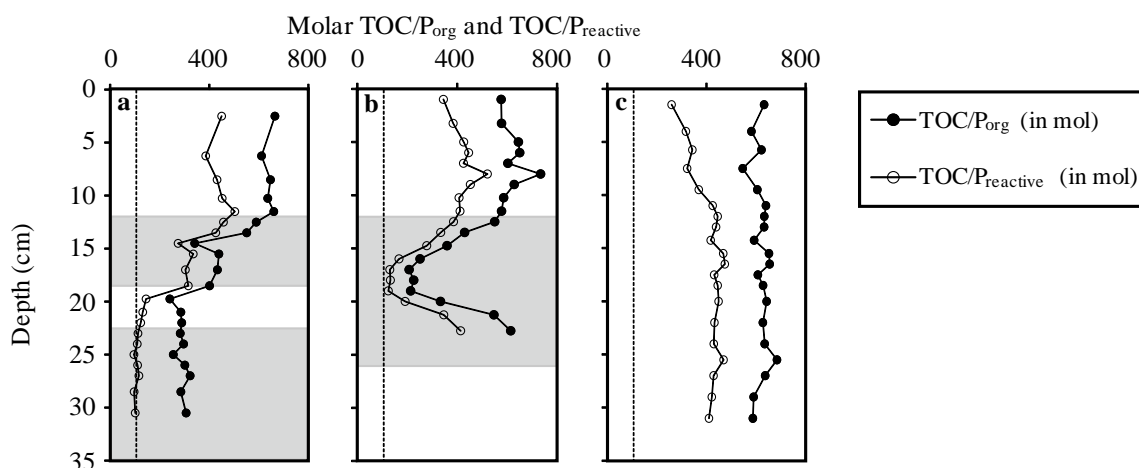 Molar TOC/Porg and TOC/Preactive
0 400 800 0 400 800 0 400 800
0
5
10
15
20
25
30
35
Depth (cm)
a
b
c
TOC/Porg (in mol)
TOC/Preactive (in mol)